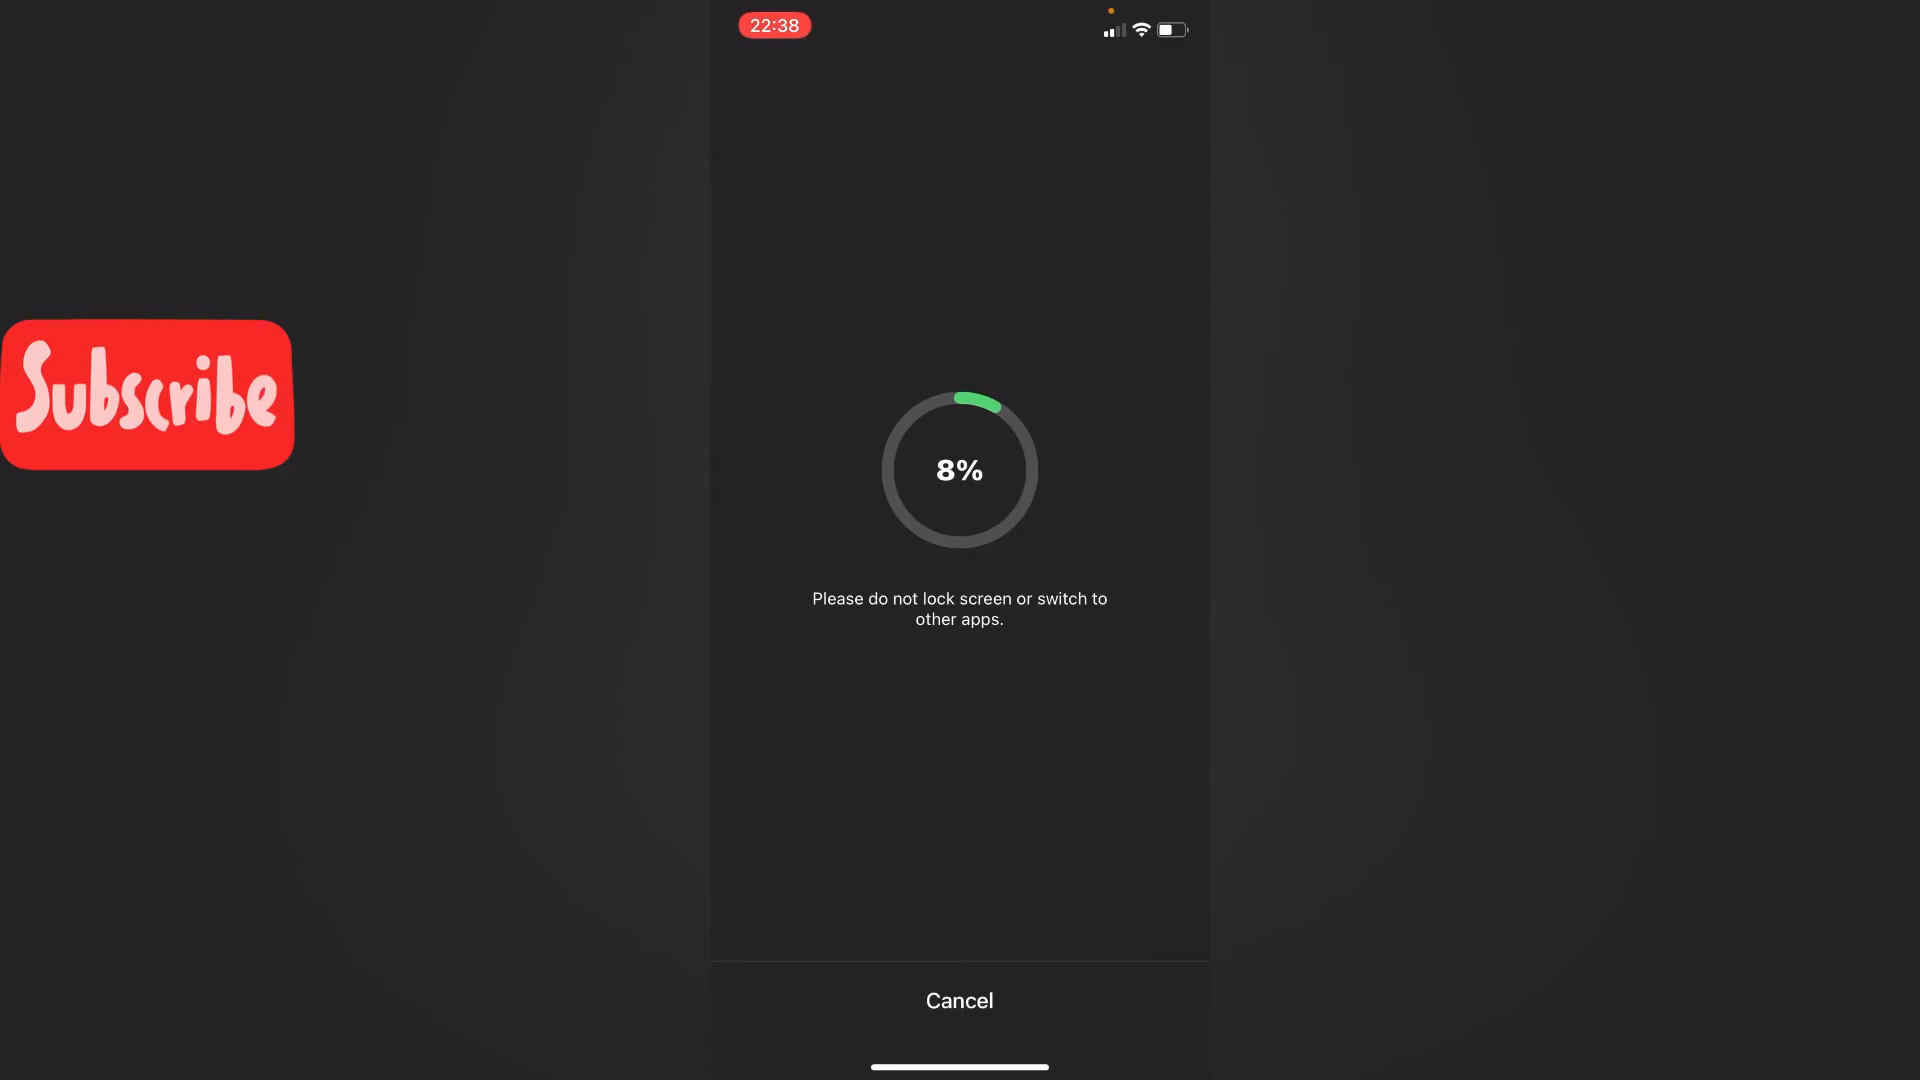 22:38
Subscribe
8%
Please do not lock screen or switch to
other apps.
Cancel